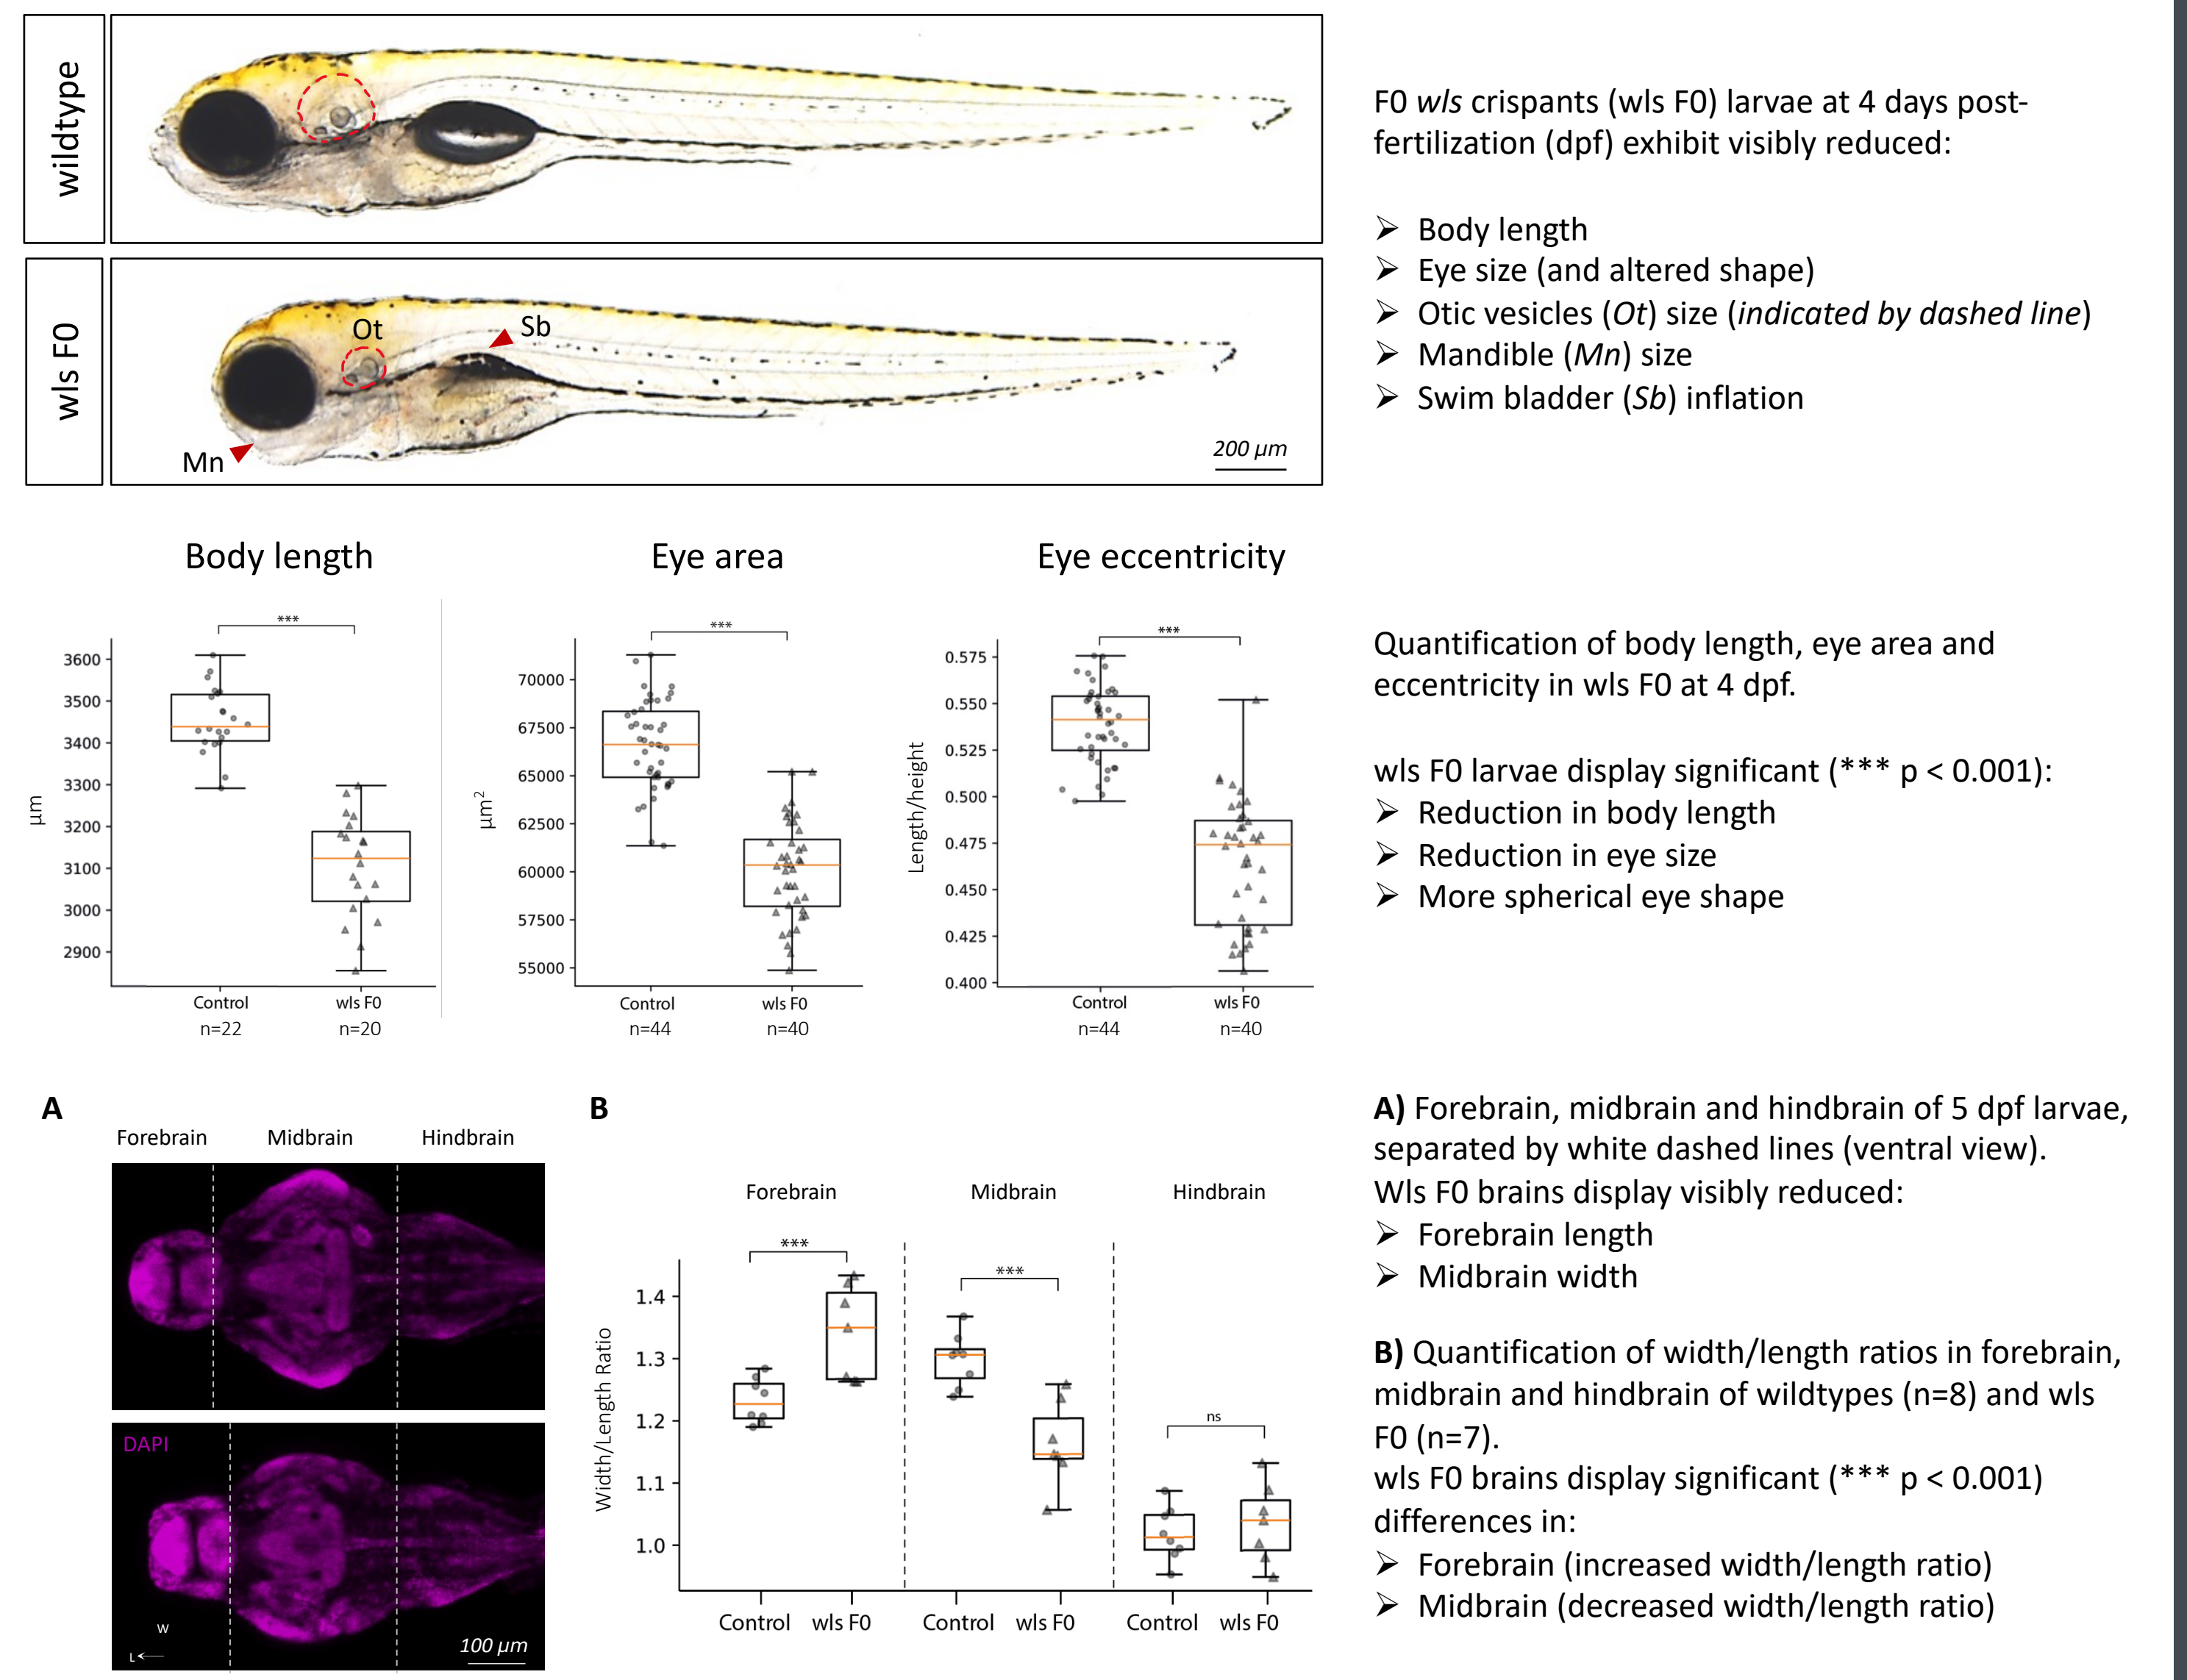 wildtype
wls F0
Ot
Sb
Mn
200 µm
F0 wls crispants (wls F0) larvae at 4 days post-
fertilization (dpf) exhibit visibly reduced:
➢ Body length
➢ Eye size (and altered shape)
➢ Otic vesicles (Ot) size (indicated by dashed line)
➢ Mandible (Mn) size
➢ Swim bladder (Sb) inflation
Body length
***
µm
3600
3500
3400
3300
3200
3100
3000
2900
Control
wls F0
n=22
n=20
Eye area
***
µm²
70000
67500
65000
62500
60000
57500
55000
Control
wls F0
n=44
n=40
Eye eccentricity
***
Length/height
0.575
0.550
0.525
0.500
0.475
0.450
0.425
0.400
Control
wls F0
n=44
n=40
Quantification of body length, eye area and
eccentricity in wls F0 at 4 dpf.
wls F0 larvae display significant (*** p < 0.001):
➢ Reduction in body length
➢ Reduction in eye size
➢ More spherical eye shape
A
Forebrain
Midbrain
Hindbrain
DAPI
W
L
100 µm
B
Forebrain
Midbrain
Hindbrain
***
***
ns
Width/Length Ratio
1.4
1.3
1.2
1.1
1.0
Control
wls F0
Control
wls F0
Control
wls F0
A) Forebrain, midbrain and hindbrain of 5 dpf larvae,
separated by white dashed lines (ventral view).
Wls F0 brains display visibly reduced:
➢ Forebrain length
➢ Midbrain width
B) Quantification of width/length ratios in forebrain,
midbrain and hindbrain of wildtypes (n=8) and wls
F0 (n=7).
wls F0 brains display significant (*** p < 0.001)
differences in:
➢ Forebrain (increased width/length ratio)
➢ Midbrain (decreased width/length ratio)